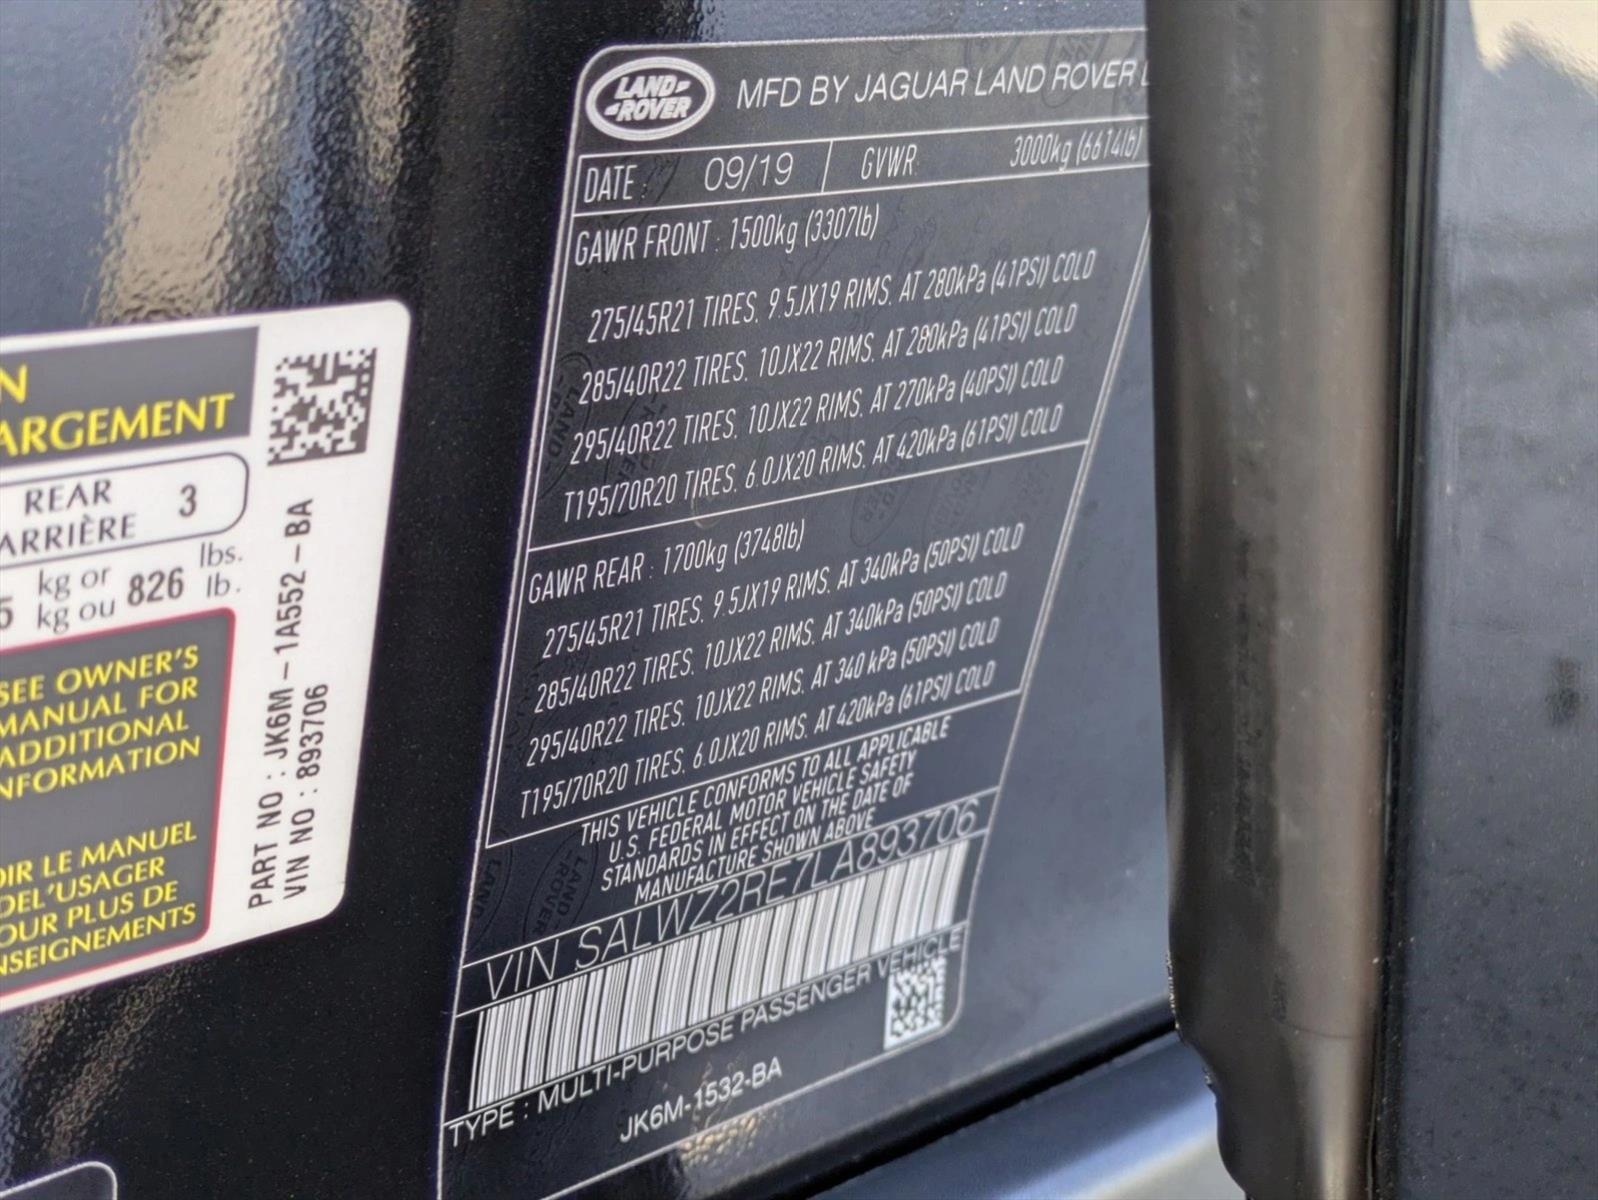 LAND-
-ROVER
MFD BY JAGUAR LAND ROVER
DATE : 09/19 GVWR 3000kg (6614lb)
GAWR FRONT : 1500kg (3307lb)
275/45R21 TIRES. 9.5JX19 RIMS. AT 280kPa (41PSI) COLD
285/40R22 TIRES. 10JX22 RIMS. AT 280kPa (41PSI) COLD
295/40R22 TIRES. 10JX22 RIMS. AT 270kPa (40PSI) COLD
T195/70R20 TIRES. 6.0JX20 RIMS. AT 420kPa (61PSI) COLD
GAWR REAR : 1700kg (3748lb)
275/45R21 TIRES. 9.5JX19 RIMS. AT 340kPa (50PSI) COLD
285/40R22 TIRES. 10JX22 RIMS. AT 340kPa (50PSI) COLD
295/40R22 TIRES. 10JX22 RIMS. AT 340 kPa (50PSI) COLD
T195/70R20 TIRES. 6.0JX20 RIMS. AT 420kPa (61PSI) COLD
THIS VEHICLE CONFORMS TO ALL APPLICABLE
U.S. FEDERAL MOTOR VEHICLE SAFETY
STANDARDS IN EFFECT ON THE DATE OF
MANUFACTURE SHOWN ABOVE
VIN SALWZ2RE7LA893706
TYPE : MULTI-PURPOSE PASSENGER VEHICLE
JK6M-1532-BA
N
ARGEMENT
REAR 3
ARRIÈRE
kg or 826 lbs.
5 kg ou lb.
SEE OWNER'S
MANUAL FOR
ADDITIONAL
NFORMATION
OIR LE MANUEL
DEL'USAGER
OUR PLUS DE
NSEIGNEMENTS
PART NO : JK6M-1A552-BA
VIN NO : 893706